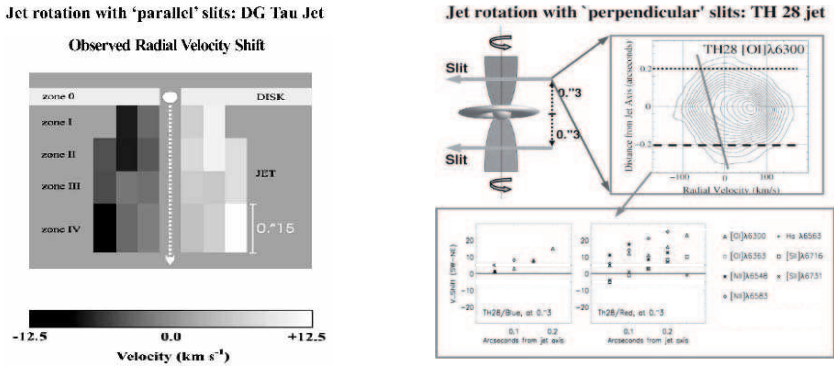 Jet rotation with 'parallel' slits: DG Tau Jet
Observed Radial Velocity Shift
zone 0
DISK
zone I
zone II
JET
zone III
zone IV
0."15
-12.5
0.0
+12.5
Velocity (km s⁻¹)
Jet rotation with `perpendicular' slits: TH 28 jet
Slit
0."3
0."3
Slit
TH28 [OI]λ6300
Distance from Jet Axis (arcseconds)
0.2
0
-0.2
-100
0
100
Radial Velocity (km/s)
V.Shift (SW-NE)
20
10
0
-10
-20
20
10
0
-10
-20
TH28/Blue, at 0."3
TH28/Red, at 0."3
0.1
0.2
0.1
0.2
Arcseconds from jet axis
Arcseconds from jet axis
[OI]λ6300
Hα λ6563
[OI]λ6363
[SII]λ6716
[NII]λ6548
[SII]λ6731
[NII]λ6583